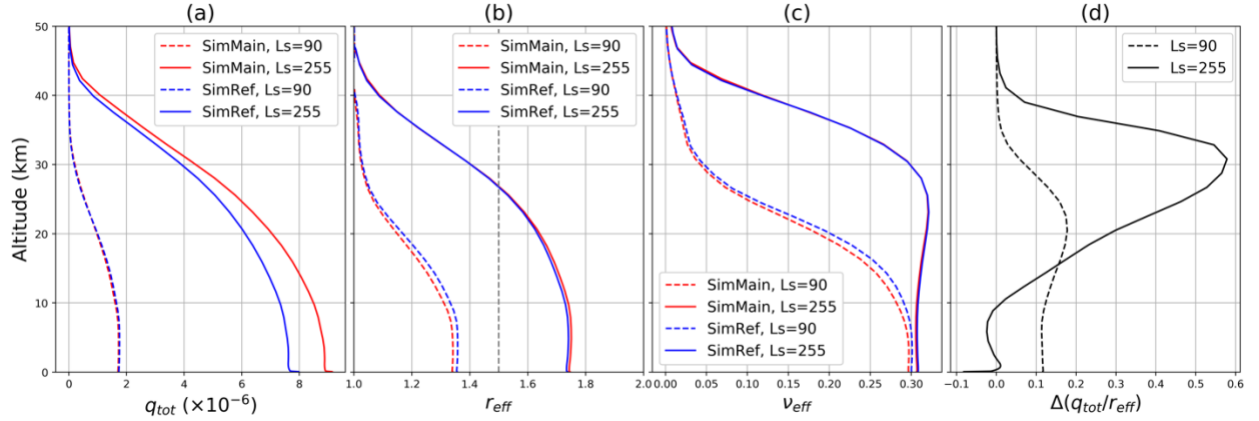 (a)
(b)
(c)
(d)
Altitude (km)
50
40
30
20
10
0
SimMain, Ls=90
SimMain, Ls=255
SimRef, Ls=90
SimRef, Ls=255
0 2 4 6 8
q_tot (×10⁻⁶)
SimMain, Ls=90
SimMain, Ls=255
SimRef, Ls=90
SimRef, Ls=255
1.0 1.2 1.4 1.6 1.8 2.0
r_eff
SimMain, Ls=90
SimMain, Ls=255
SimRef, Ls=90
SimRef, Ls=255
0.00 0.05 0.10 0.15 0.20 0.25 0.30
ν_eff
Ls=90
Ls=255
−0.1 0.0 0.1 0.2 0.3 0.4 0.5 0.6
Δ(q_tot/r_eff)